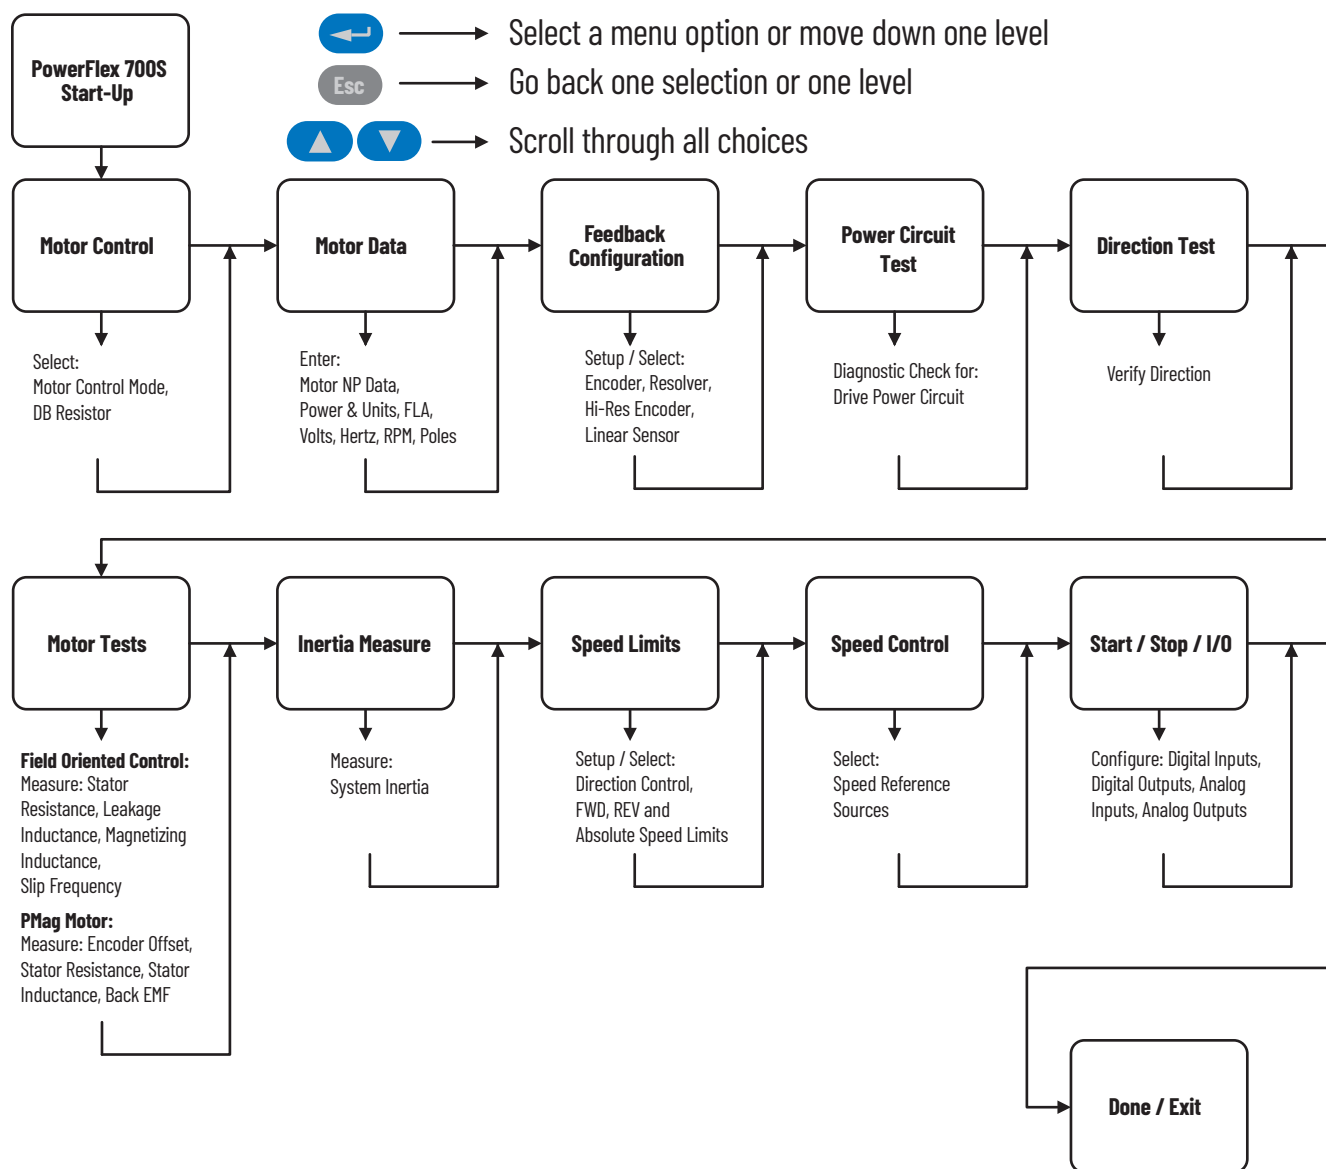 PowerFlex 700S
Start-Up
Select a menu option or move down one level
Esc
Go back one selection or one level
Scroll through all choices
Motor Control
Motor Data
Feedback
Configuration
Power Circuit
Test
Direction Test
Select:
Motor Control Mode,
DB Resistor
Enter:
Motor NP Data,
Power & Units, FLA,
Volts, Hertz, RPM, Poles
Setup / Select:
Encoder, Resolver,
Hi-Res Encoder,
Linear Sensor
Diagnostic Check for:
Drive Power Circuit
Verify Direction
Motor Tests
Inertia Measure
Speed Limits
Speed Control
Start / Stop / I/O
Field Oriented Control:
Measure: Stator
Resistance, Leakage
Inductance, Magnetizing
Inductance,
Slip Frequency
PMag Motor:
Measure: Encoder Offset,
Stator Resistance, Stator
Inductance, Back EMF
Measure:
System Inertia
Setup / Select:
Direction Control,
FWD, REV and
Absolute Speed Limits
Select:
Speed Reference
Sources
Configure: Digital Inputs,
Digital Outputs, Analog
Inputs, Analog Outputs
Done / Exit